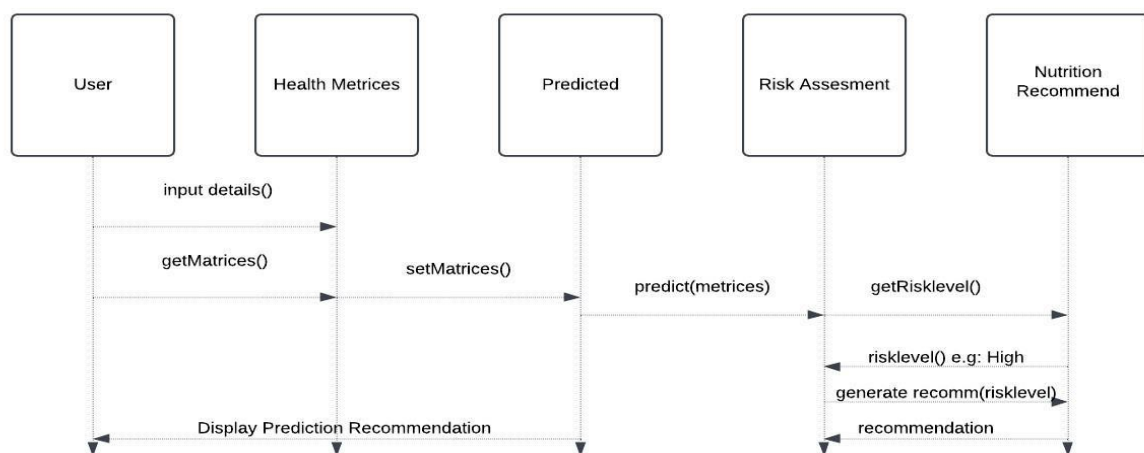 User
Health Metrices
Predicted
Risk Assesment
Nutrition
Recommend
input details()
getMatrices()
setMatrices()
predict(metrices)
getRisklevel()
risklevel() e.g: High
generate recomm(risklevel)
Display Prediction Recommendation
recommendation